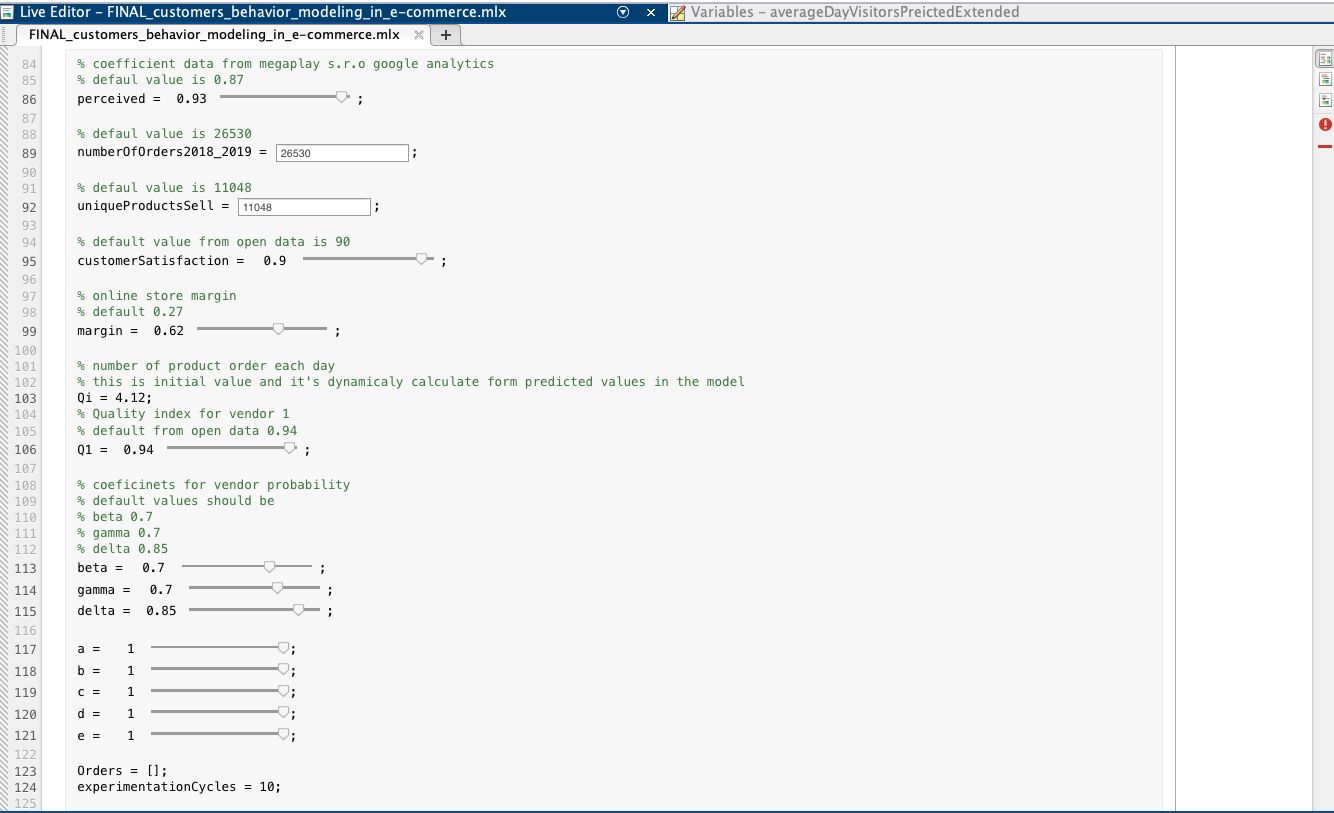 Live Editor – FINAL_customers_behavior_modeling_in_e-commerce.mlx
Variables – averageDayVisitorsPreictedExtended
FINAL_customers_behavior_modeling_in_e-commerce.mlx
84 % coefficient data from megaplay s.r.o google analytics
85 % defaul value is 0.87
86 perceived = 0.93 ;
87
88 % defaul value is 26530
89 numberOfOrders2018_2019 = 26530 ;
90
91 % defaul value is 11048
92 uniqueProductsSell = 11048 ;
93
94 % default value from open data is 90
95 customerSatisfaction = 0.9 ;
96
97 % online store margin
98 % default 0.27
99 margin = 0.62 ;
100
101 % number of product order each day
102 % this is initial value and it's dynamicaly calculate form predicted values in the model
103 Qi = 4.12;
104 % Quality index for vendor 1
105 % default from open data 0.94
106 Q1 = 0.94 ;
107
108 % coeficinets for vendor probability
109 % default values should be
110 % beta 0.7
111 % gamma 0.7
112 % delta 0.85
113 beta = 0.7 ;
114 gamma = 0.7 ;
115 delta = 0.85 ;
116
117 a = 1 ;
118 b = 1 ;
119 c = 1 ;
120 d = 1 ;
121 e = 1 ;
122
123 Orders = [];
124 experimentationCycles = 10;
125